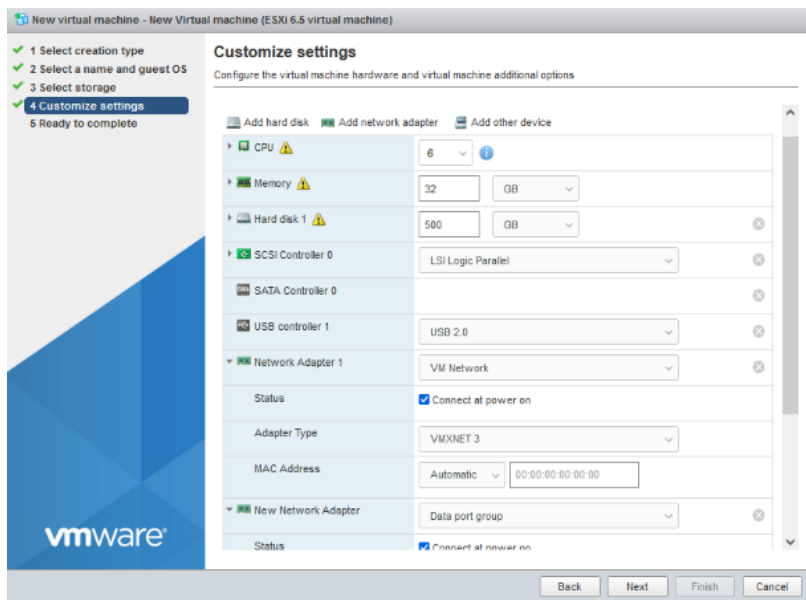 New virtual machine - New Virtual machine (ESXi 6.5 virtual machine)
1 Select creation type
2 Select a name and guest OS
3 Select storage
4 Customize settings
5 Ready to complete
Customize settings
Configure the virtual machine hardware and virtual machine additional options
Add hard disk Add network adapter Add other device
CPU 6
Memory 32 GB
Hard disk 1 500 GB
SCSI Controller 0 LSI Logic Parallel
SATA Controller 0
USB controller 1 USB 2.0
Network Adapter 1 VM Network
Status Connect at power on
Adapter Type VMXNET 3
MAC Address Automatic 00:00:00:00:00:00
New Network Adapter Data port group
Status Connect at power on
vmware
Back Next Finish Cancel